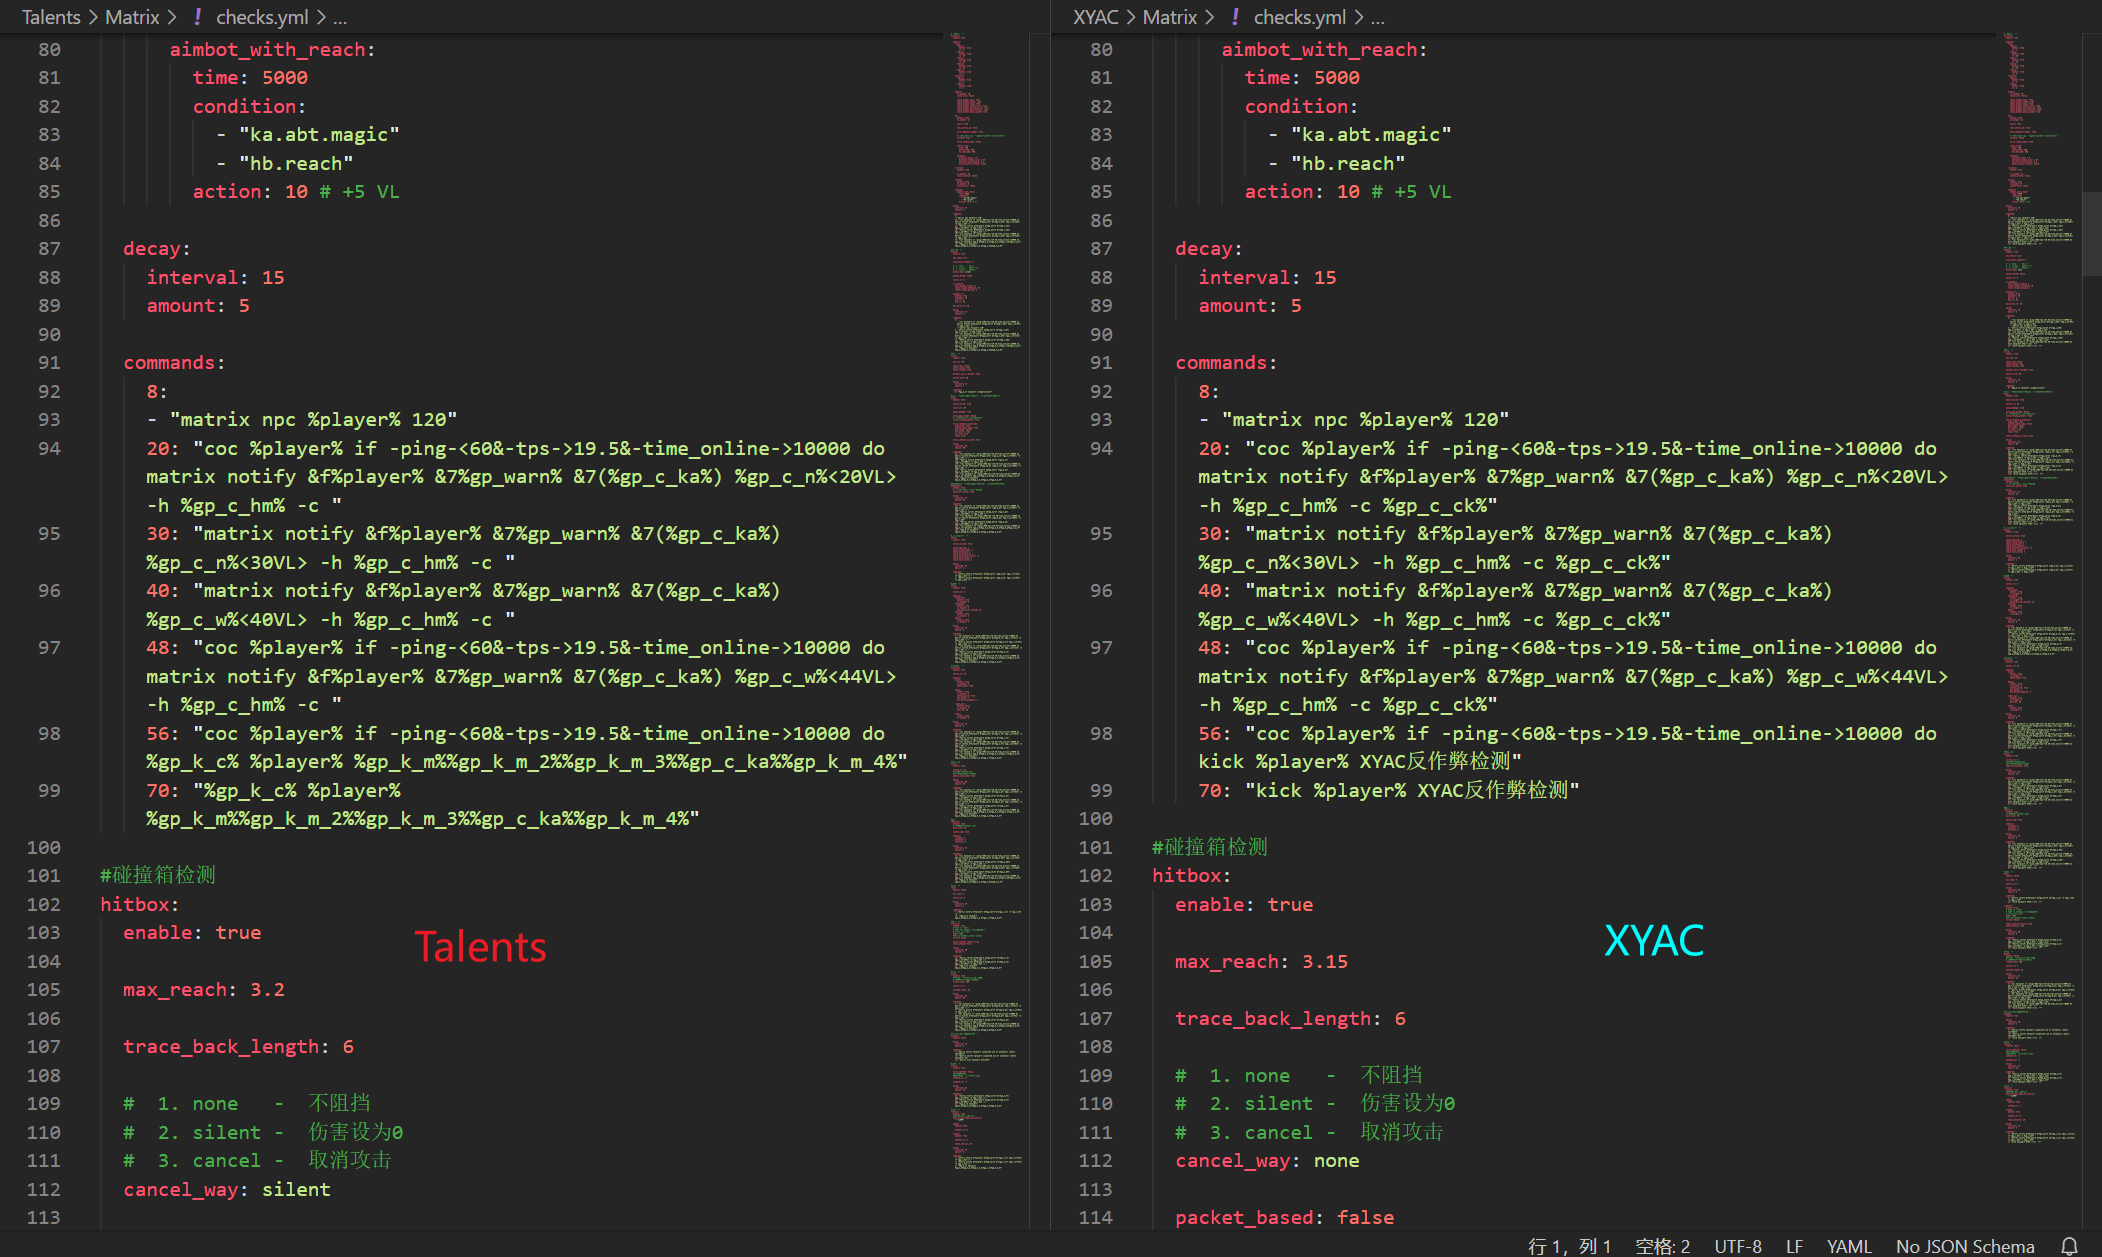 Talents > Matrix > ! checks.yml > ...
80 aimbot_with_reach:
81 time: 5000
82 condition:
83 - "ka.abt.magic"
84 - "hb.reach"
85 action: 10 # +5 VL
86
87 decay:
88 interval: 15
89 amount: 5
90
91 commands:
92 8:
93 - "matrix npc %player% 120"
94 20: "coc %player% if -ping-<60&-tps->19.5&-time_online->10000 do
matrix notify &f%player% &7%gp_warn% &7(%gp_c_ka%) %gp_c_n%<20VL>
-h %gp_c_hm% -c "
95 30: "matrix notify &f%player% &7%gp_warn% &7(%gp_c_ka%)
%gp_c_n%<30VL> -h %gp_c_hm% -c "
96 40: "matrix notify &f%player% &7%gp_warn% &7(%gp_c_ka%)
%gp_c_w%<40VL> -h %gp_c_hm% -c "
97 48: "coc %player% if -ping-<60&-tps->19.5&-time_online->10000 do
matrix notify &f%player% &7%gp_warn% &7(%gp_c_ka%) %gp_c_w%<44VL>
-h %gp_c_hm% -c "
98 56: "coc %player% if -ping-<60&-tps->19.5&-time_online->10000 do
%gp_k_c% %player% %gp_k_m%%gp_k_m_2%%gp_k_m_3%%gp_c_ka%%gp_k_m_4%"
99 70: "%gp_k_c% %player%
%gp_k_m%%gp_k_m_2%%gp_k_m_3%%gp_c_ka%%gp_k_m_4%"
100
101 #碰撞箱检测
102 hitbox:
103 enable: true
Talents
104
105 max_reach: 3.2
106
107 trace_back_length: 6
108
109 # 1. none - 不阻挡
110 # 2. silent - 伤害设为0
111 # 3. cancel - 取消攻击
112 cancel_way: silent
113
XYAC > Matrix > ! checks.yml > ...
80 aimbot_with_reach:
81 time: 5000
82 condition:
83 - "ka.abt.magic"
84 - "hb.reach"
85 action: 10 # +5 VL
86
87 decay:
88 interval: 15
89 amount: 5
90
91 commands:
92 8:
93 - "matrix npc %player% 120"
94 20: "coc %player% if -ping-<60&-tps->19.5&-time_online->10000 do
matrix notify &f%player% &7%gp_warn% &7(%gp_c_ka%) %gp_c_n%<20VL>
-h %gp_c_hm% -c %gp_c_ck%"
95 30: "matrix notify &f%player% &7%gp_warn% &7(%gp_c_ka%)
%gp_c_n%<30VL> -h %gp_c_hm% -c %gp_c_ck%"
96 40: "matrix notify &f%player% &7%gp_warn% &7(%gp_c_ka%)
%gp_c_w%<40VL> -h %gp_c_hm% -c %gp_c_ck%"
97 48: "coc %player% if -ping-<60&-tps->19.5&-time_online->10000 do
matrix notify &f%player% &7%gp_warn% &7(%gp_c_ka%) %gp_c_w%<44VL>
-h %gp_c_hm% -c %gp_c_ck%"
98 56: "coc %player% if -ping-<60&-tps->19.5&-time_online->10000 do
kick %player% XYAC反作弊检测"
99 70: "kick %player% XYAC反作弊检测"
100
101 #碰撞箱检测
102 hitbox:
103 enable: true
XYAC
104
105 max_reach: 3.15
106
107 trace_back_length: 6
108
109 # 1. none - 不阻挡
110 # 2. silent - 伤害设为0
111 # 3. cancel - 取消攻击
112 cancel_way: none
113
114 packet_based: false
行 1，列 1 空格: 2 UTF-8 LF YAML No JSON Schema